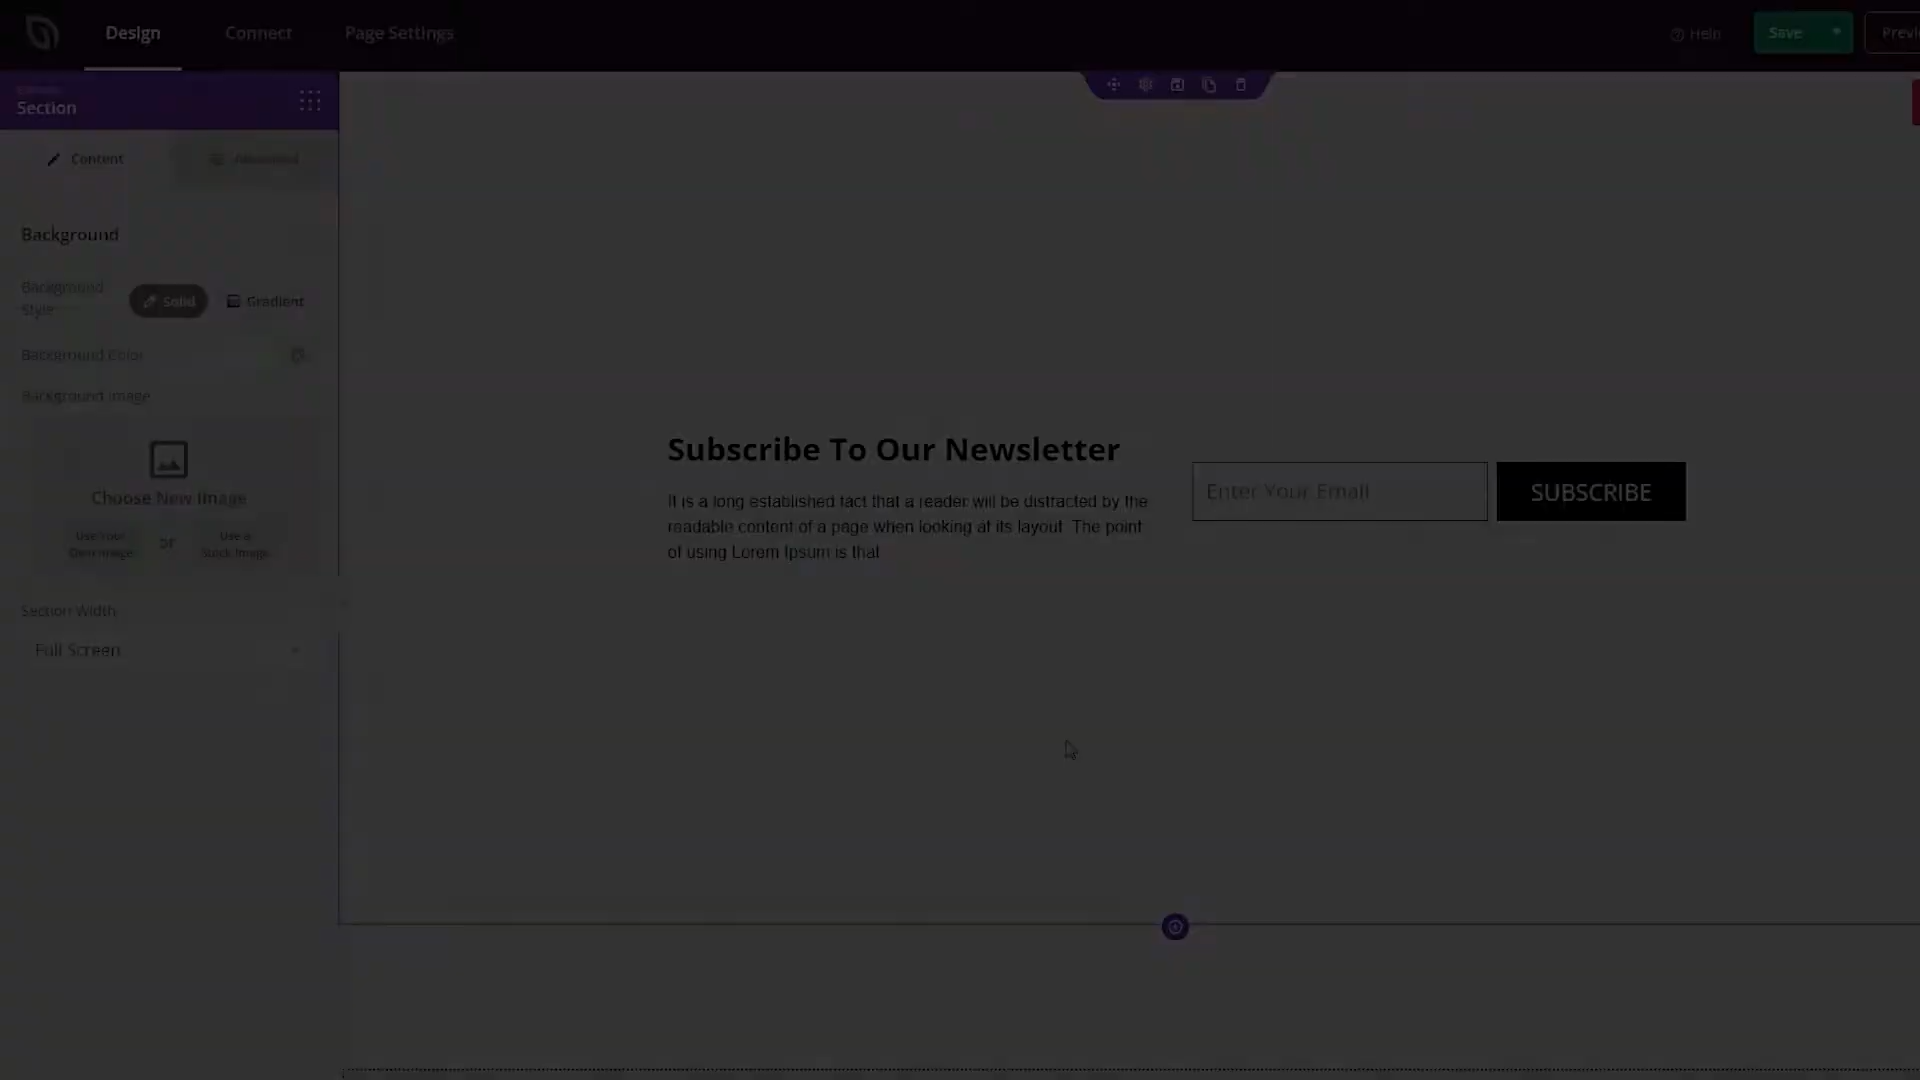 Design
Connect
Page Settings
Help
Save
Previ
Section
Content
Advanced
Background
Background
Style
Solid
Gradient
Background Color
Background Image
Choose New Image
Use Your
Own Image
or
Use a
Stock Image
Section Width
Full Screen
Subscribe To Our Newsletter
It is a long established fact that a reader will be distracted by the
readable content of a page when looking at its layout. The point
of using Lorem Ipsum is that
Enter Your Email
SUBSCRIBE